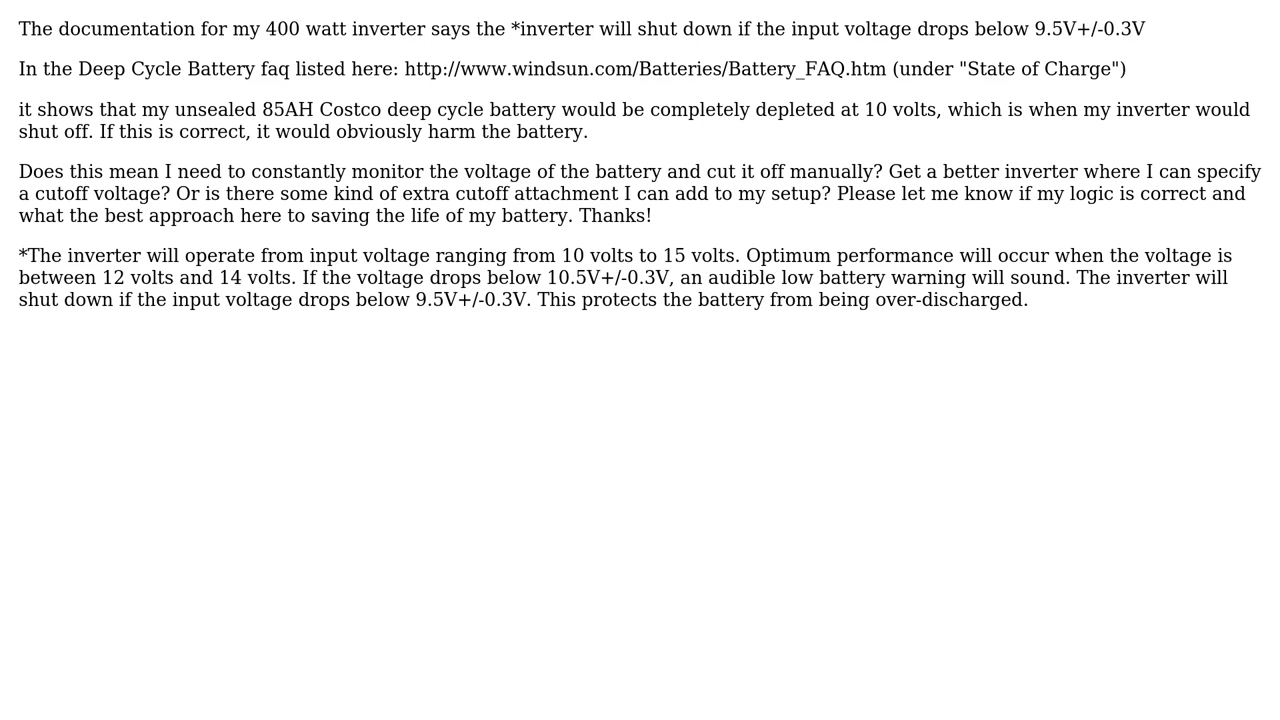 The documentation for my 400 watt inverter says the *inverter will shut down if the input voltage drops below 9.5V+/-0.3V
In the Deep Cycle Battery faq listed here: http://www.windsun.com/Batteries/Battery_FAQ.htm (under "State of Charge")
it shows that my unsealed 85AH Costco deep cycle battery would be completely depleted at 10 volts, which is when my inverter would
shut off. If this is correct, it would obviously harm the battery.
Does this mean I need to constantly monitor the voltage of the battery and cut it off manually? Get a better inverter where I can specify
a cutoff voltage? Or is there some kind of extra cutoff attachment I can add to my setup? Please let me know if my logic is correct and
what the best approach here to saving the life of my battery. Thanks!
*The inverter will operate from input voltage ranging from 10 volts to 15 volts. Optimum performance will occur when the voltage is
between 12 volts and 14 volts. If the voltage drops below 10.5V+/-0.3V, an audible low battery warning will sound. The inverter will
shut down if the input voltage drops below 9.5V+/-0.3V. This protects the battery from being over-discharged.